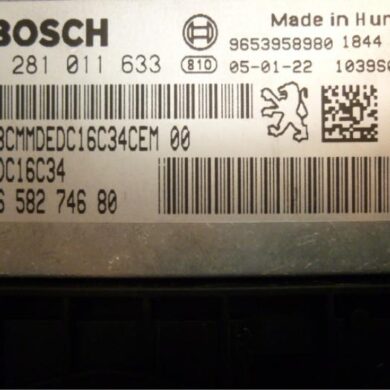 BOSCH
Made in Hun
9653958980 1844
281 011 633
810
05-01-22 1039S
BCMMDEDC16C34CEM 00
DC16C34
6 582 746 80